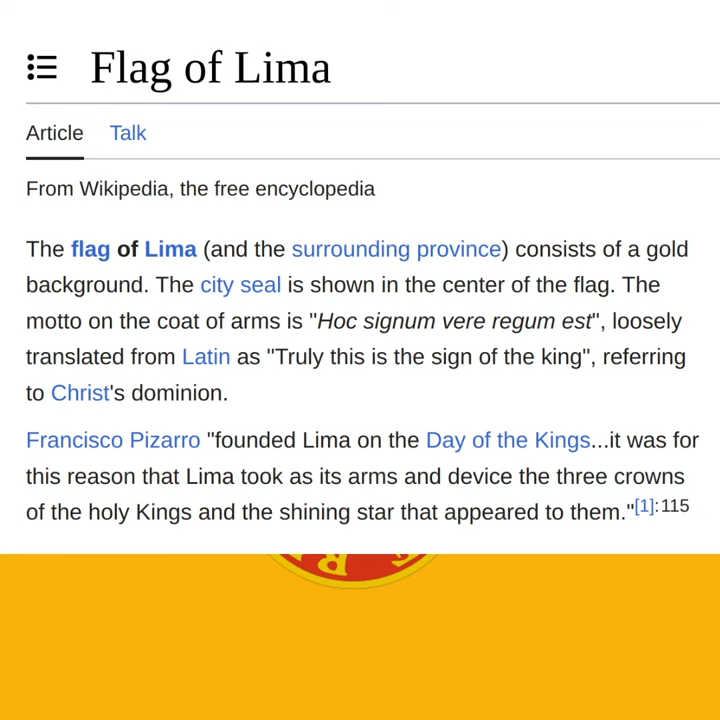 Flag of Lima
Article Talk
From Wikipedia, the free encyclopedia
The flag of Lima (and the surrounding province) consists of a gold
background. The city seal is shown in the center of the flag. The
motto on the coat of arms is "Hoc signum vere regum est", loosely
translated from Latin as "Truly this is the sign of the king", referring
to Christ's dominion.
Francisco Pizarro "founded Lima on the Day of the Kings...it was for
this reason that Lima took as its arms and device the three crowns
of the holy Kings and the shining star that appeared to them."[1]:115